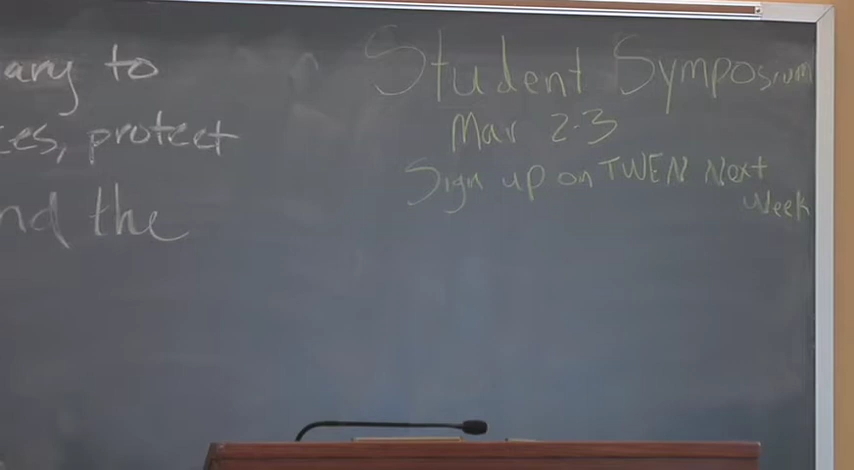 ary to
es, protect
nd the
Student Symposium
Mar 2-3
Sign up on TWEN Next
Week